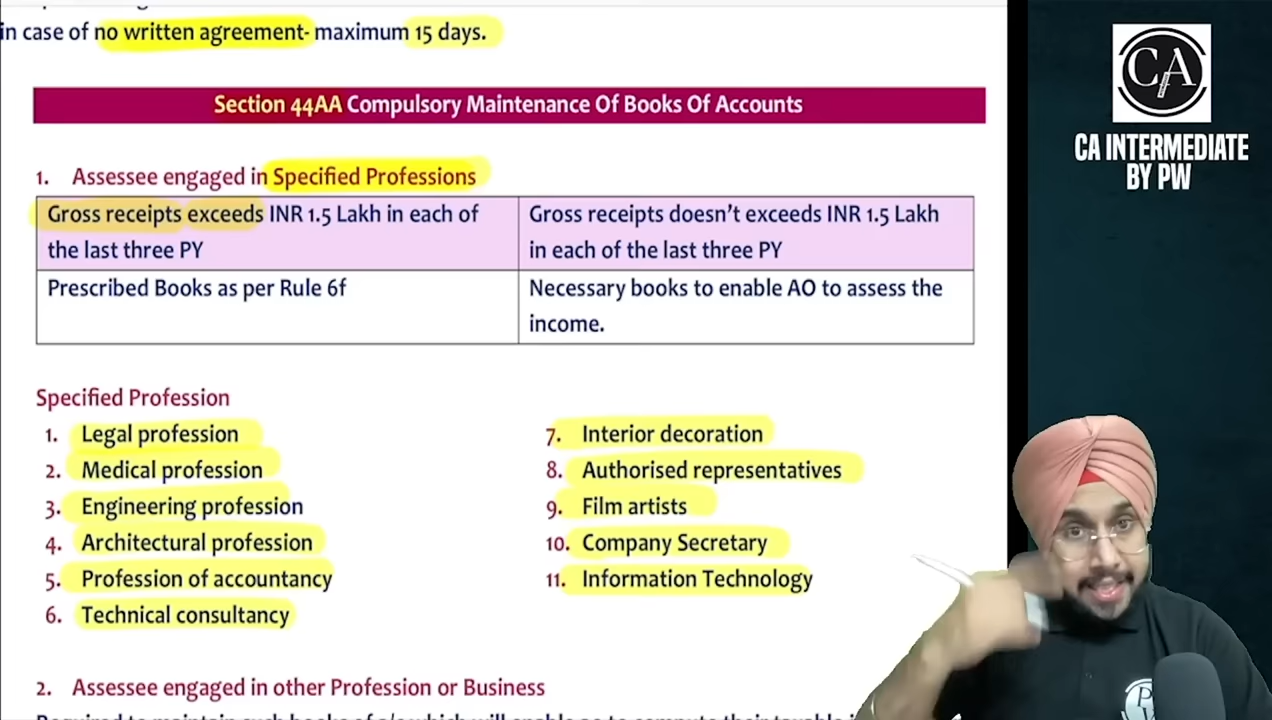 in case of no written agreement- maximum 15 days.
Section 44AA Compulsory Maintenance Of Books Of Accounts
1. Assessee engaged in Specified Professions
Gross receipts exceeds INR 1.5 Lakh in each of
the last three PY
Gross receipts doesn't exceeds INR 1.5 Lakh
in each of the last three PY
Prescribed Books as per Rule 6f
Necessary books to enable AO to assess the
income.
Specified Profession
1. Legal profession
2. Medical profession
3. Engineering profession
4. Architectural profession
5. Profession of accountancy
6. Technical consultancy
7. Interior decoration
8. Authorised representatives
9. Film artists
10. Company Secretary
11. Information Technology
2. Assessee engaged in other Profession or Business
CA
CA INTERMEDIATE
BY PW